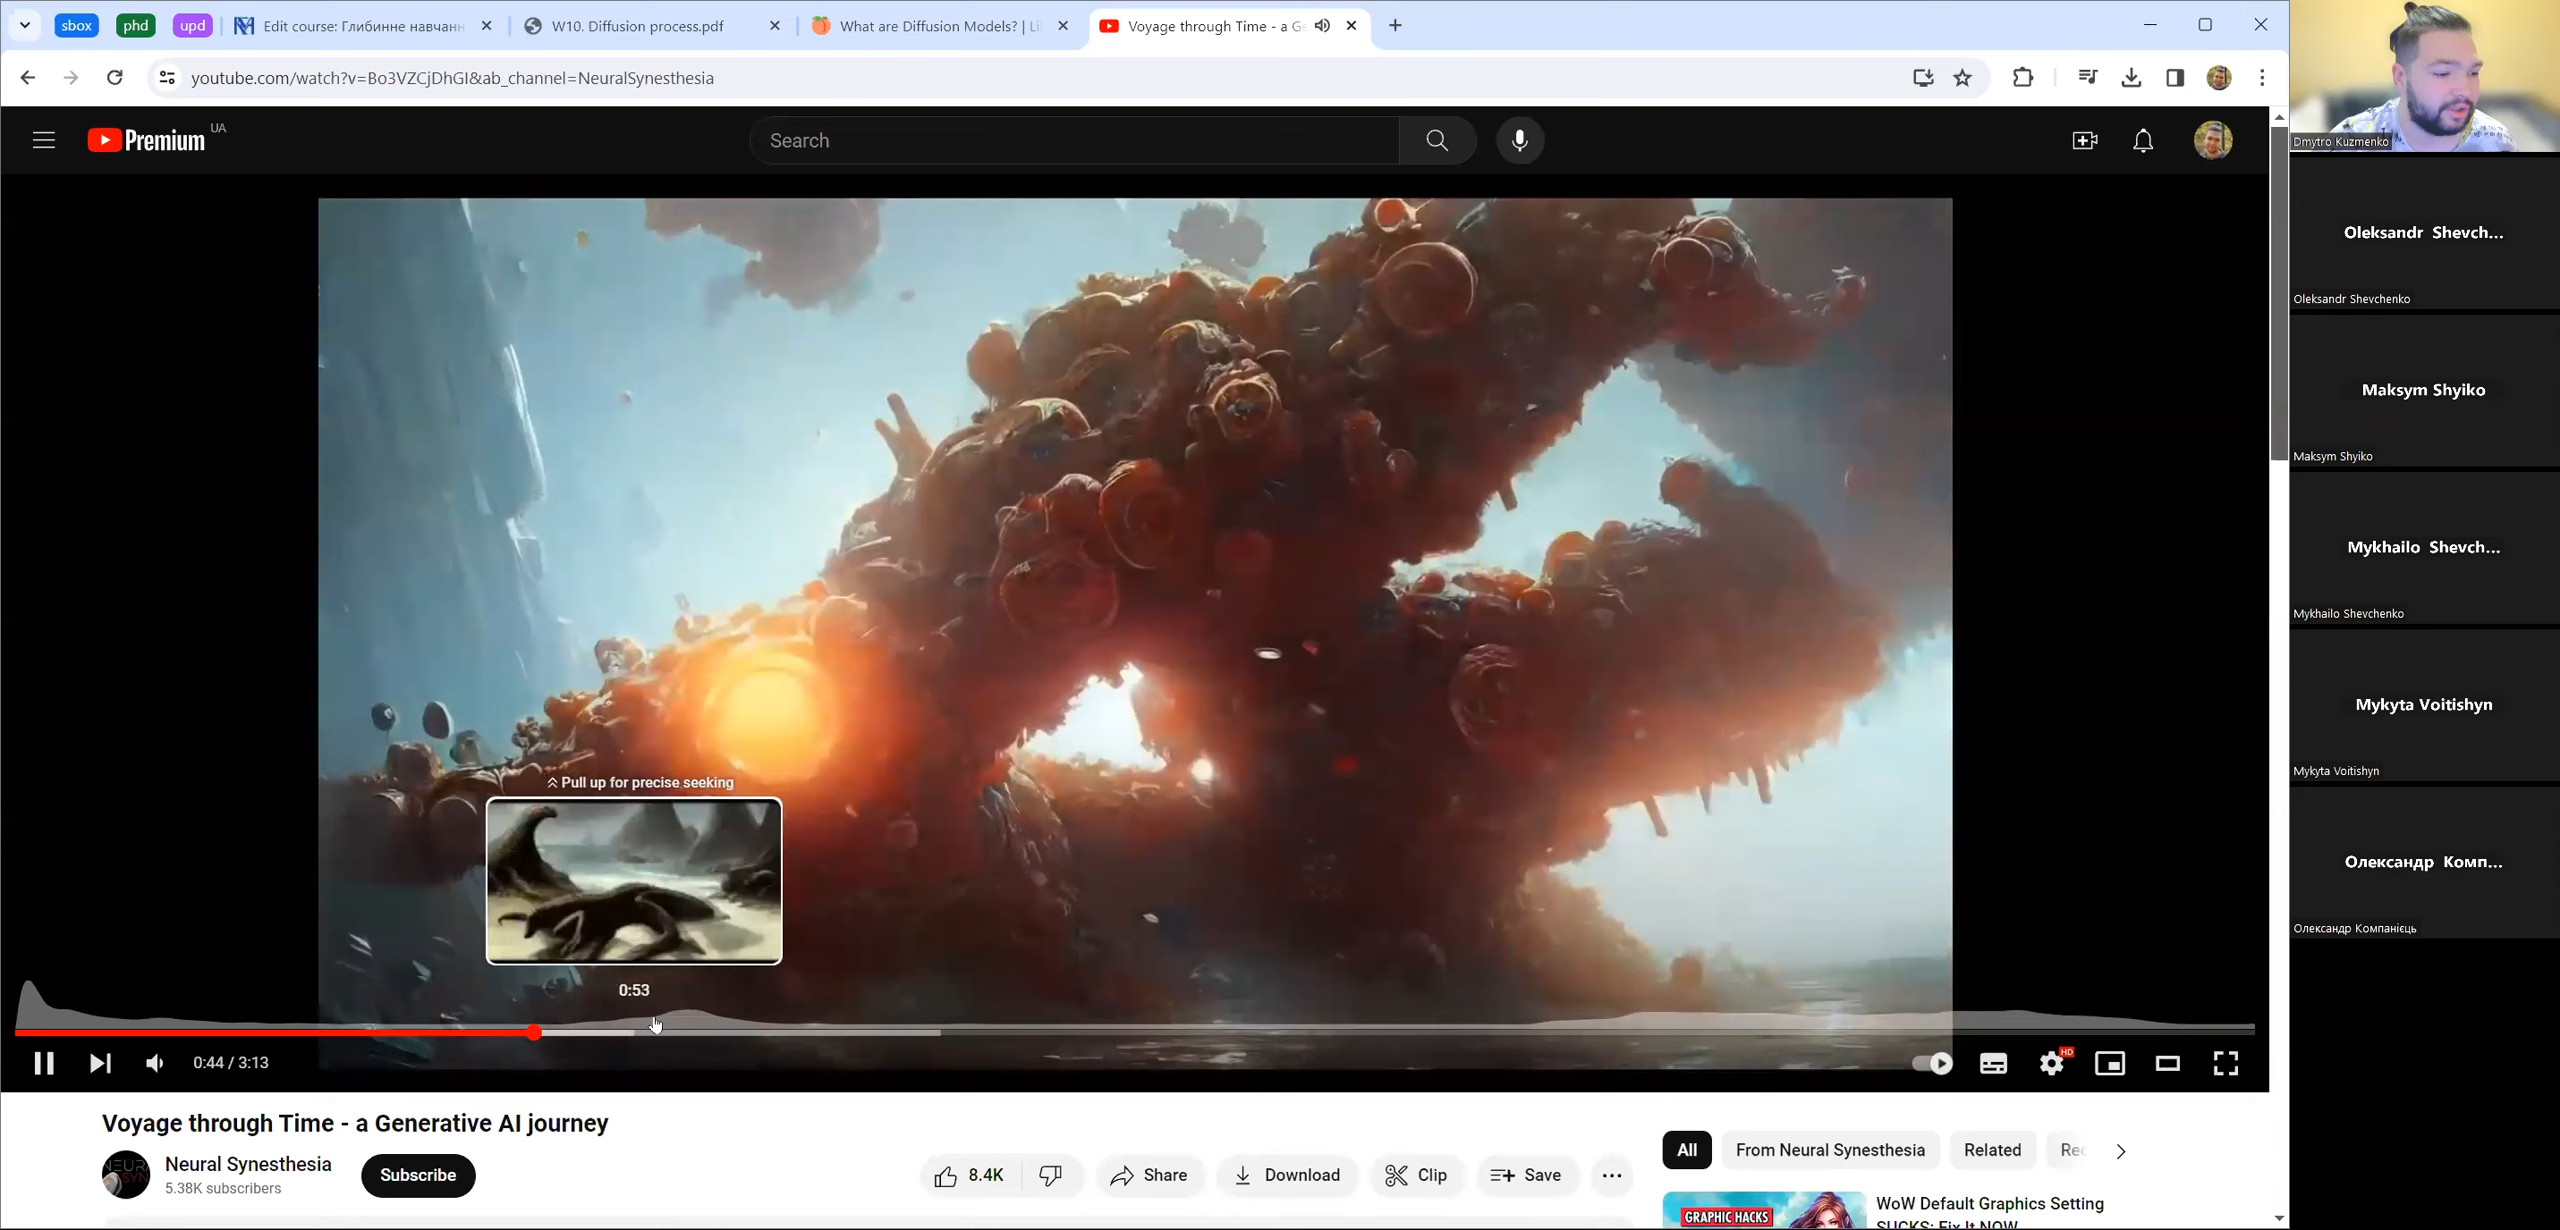 sbox
phd
upd
Edit course: Глибинне навчанн
W10. Diffusion process.pdf
What are Diffusion Models? | Li
Voyage through Time - a Ge
youtube.com/watch?v=Bo3VZCjDhGI&ab_channel=NeuralSynesthesia
Premium
UA
Search
Dmytro Kuzmenko
Oleksandr Shevch...
Oleksandr Shevchenko
Maksym Shyiko
Maksym Shyiko
Mykhailo Shevch...
Mykhailo Shevchenko
Mykyta Voitishyn
Mykyta Voitishyn
Олександр Комп...
Олександр Компанієць
Pull up for precise seeking
0:53
0:44 / 3:13
HD
Voyage through Time - a Generative AI journey
Neural Synesthesia
5.38K subscribers
Subscribe
8.4K
Share
Download
Clip
Save
All
From Neural Synesthesia
Related
Rec
GRAPHIC HACKS
WoW Default Graphics Setting
SUCKS: Fix It NOW